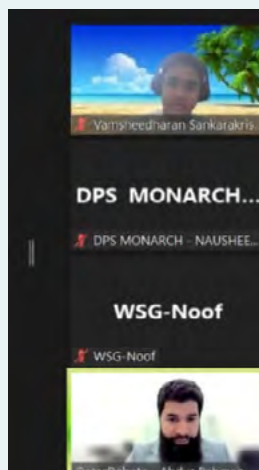 Vamsheedharan Sankarakris...
DPS MONARCH...
DPS MONARCH - NAUSHEE...
WSG-Noof
WSG-Noof